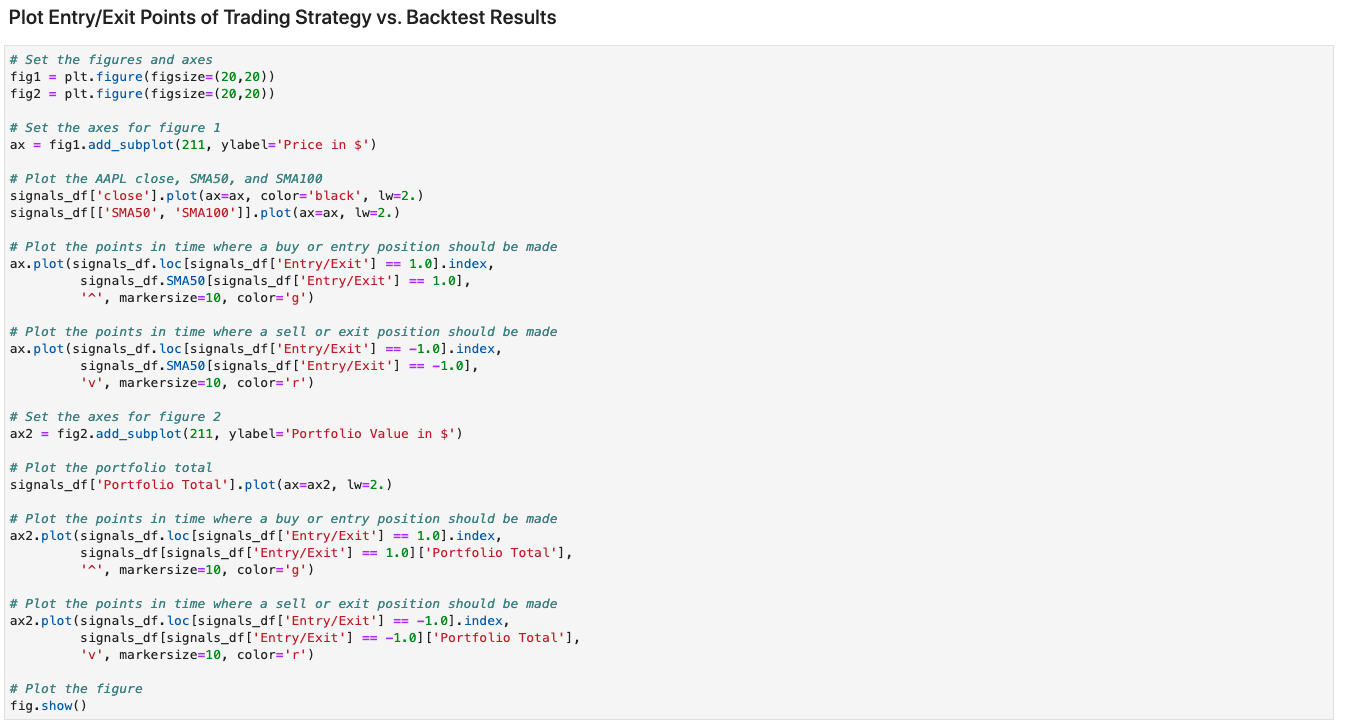 Plot Entry/Exit Points of Trading Strategy vs. Backtest Results
# Set the figures and axes
fig1 = plt.figure(figsize=(20,20))
fig2 = plt.figure(figsize=(20,20))
# Set the axes for figure 1
ax = fig1.add_subplot(211, ylabel='Price in $')
# Plot the AAPL close, SMA50, and SMA100
signals_df['close'].plot(ax=ax, color='black', lw=2.)
signals_df[['SMA50', 'SMA100']].plot(ax=ax, lw=2.)
# Plot the points in time where a buy or entry position should be made
ax.plot(signals_df.loc[signals_df['Entry/Exit'] == 1.0].index,
signals_df.SMA50[signals_df['Entry/Exit'] == 1.0],
'^', markersize=10, color='g')
# Plot the points in time where a sell or exit position should be made
ax.plot(signals_df.loc[signals_df['Entry/Exit'] == -1.0].index,
signals_df.SMA50[signals_df['Entry/Exit'] == -1.0],
'v', markersize=10, color='r')
# Set the axes for figure 2
ax2 = fig2.add_subplot(211, ylabel='Portfolio Value in $')
# Plot the portfolio total
signals_df['Portfolio Total'].plot(ax=ax2, lw=2.)
# Plot the points in time where a buy or entry position should be made
ax2.plot(signals_df.loc[signals_df['Entry/Exit'] == 1.0].index,
signals_df[signals_df['Entry/Exit'] == 1.0]['Portfolio Total'],
'^', markersize=10, color='g')
# Plot the points in time where a sell or exit position should be made
ax2.plot(signals_df.loc[signals_df['Entry/Exit'] == -1.0].index,
signals_df[signals_df['Entry/Exit'] == -1.0]['Portfolio Total'],
'v', markersize=10, color='r')
# Plot the figure
fig.show()